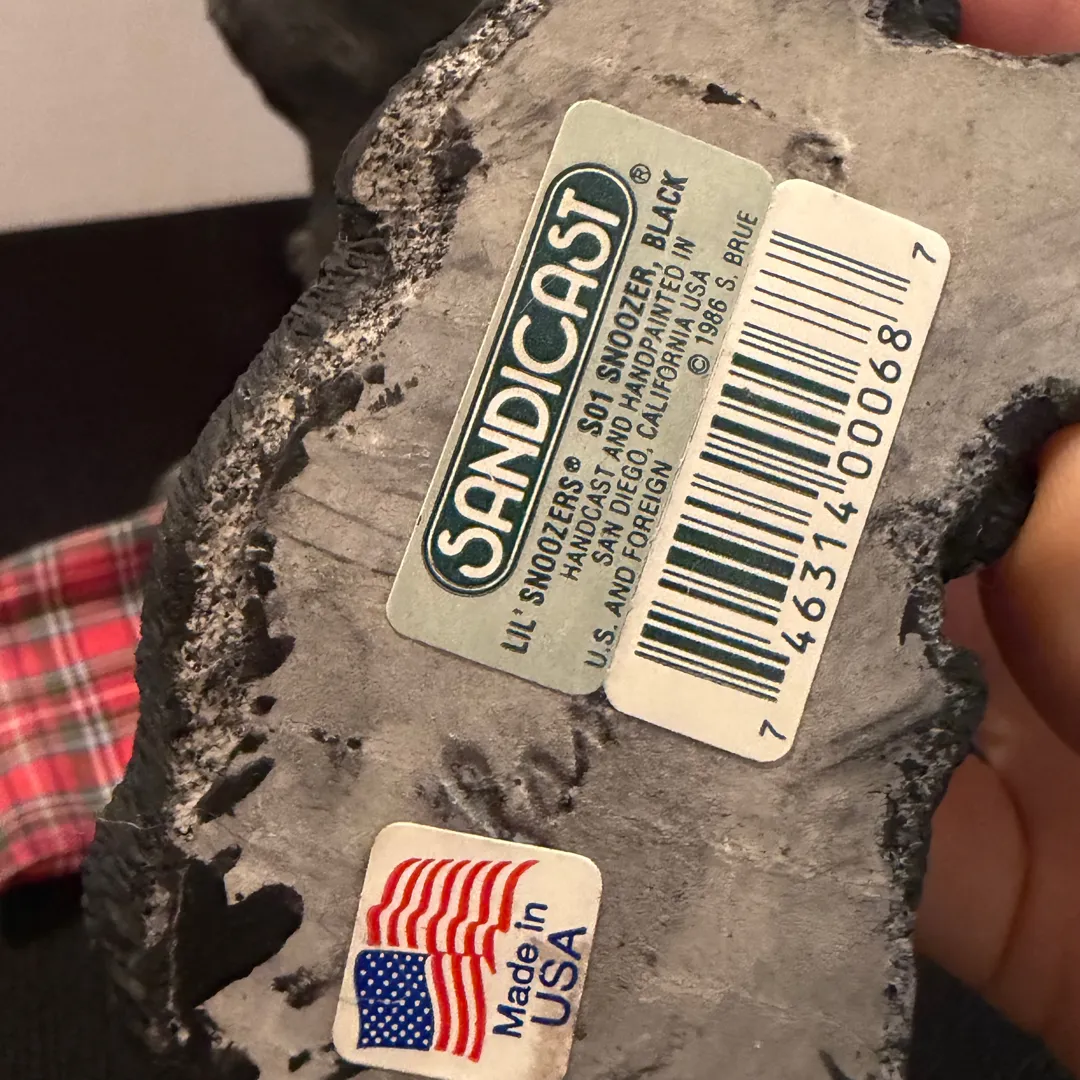 SANDICAST®
LIL' SNOOZERS® S01 SNOOZER, BLACK
HANDCAST AND HANDPAINTED IN
SAN DIEGO, CALIFORNIA USA
U.S. AND FOREIGN © 1986 S. BRUE
7 46314 00068 7
Made in
USA